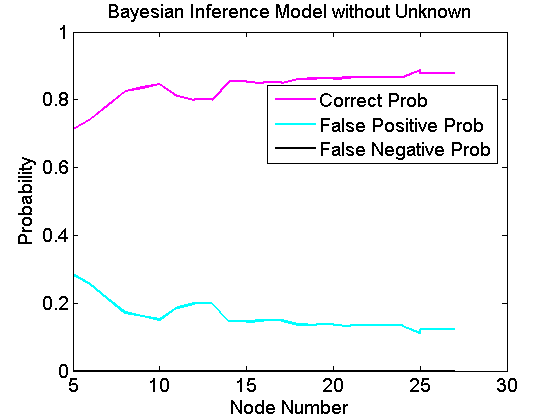 Bayesian Inference Model without Unknown
1
0.8
0.6
0.4
0.2
0
Probability
Correct Prob
False Positive Prob
False Negative Prob
5 10 15 20 25 30
Node Number